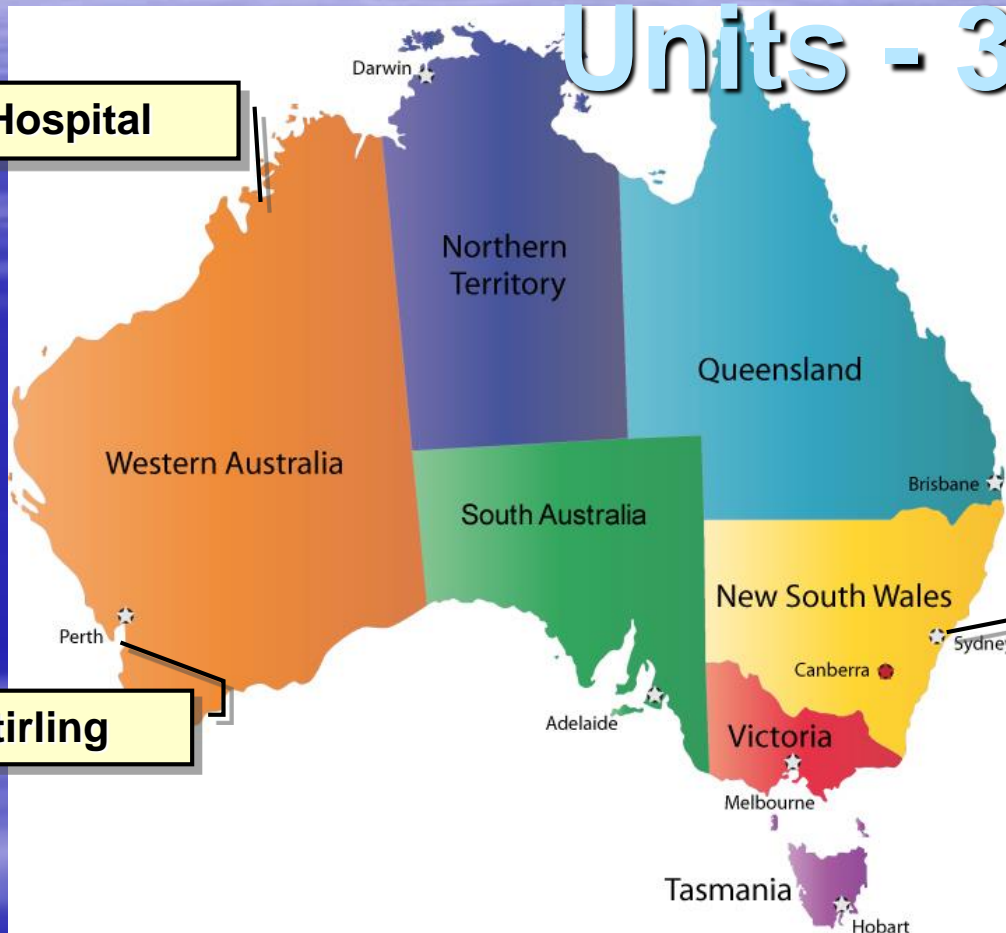 Units - 3
Darwin
Hospital
Northern
Territory
Queensland
Western Australia
Brisbane
South Australia
New South Wales
Perth
Sydney
Canberra
tirling
Adelaide
Victoria
Melbourne
Tasmania
Hobart